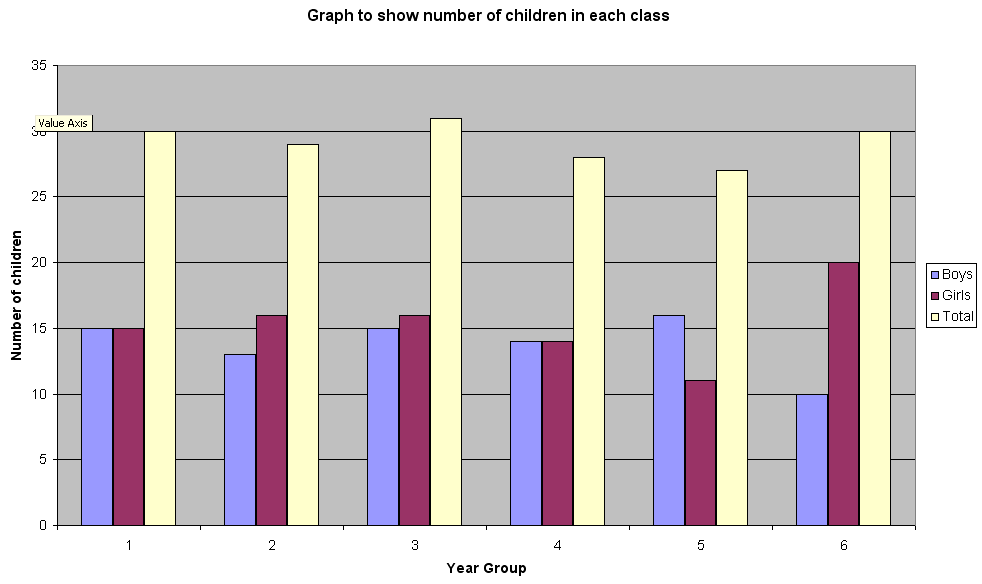 Graph to show number of children in each class
35
Value Axis
25
20
15
10
5
0
Number of children
1 2 3 4 5 6
Year Group
Boys
Girls
Total